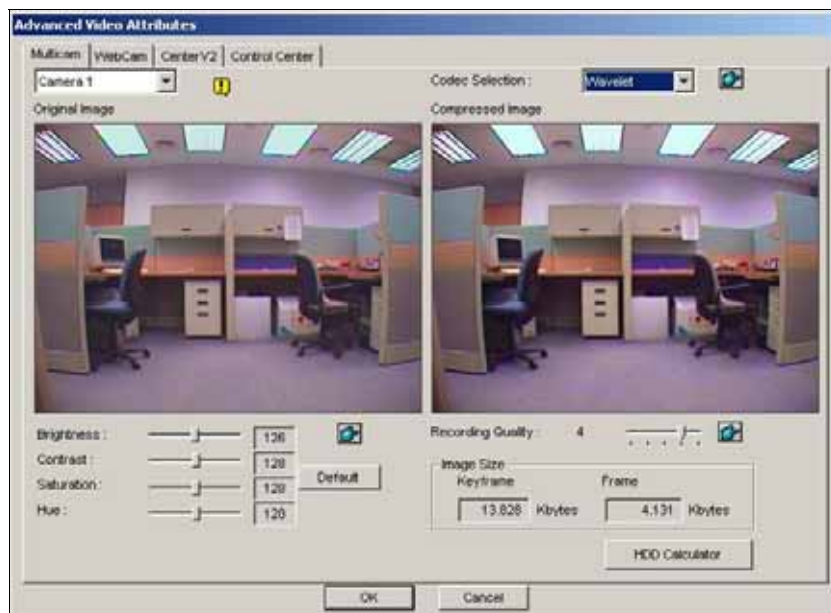 Advanced Video Attributes
Multicam WebCam CenterV2 Control Center
Camera 1 Codec Selection : Wavelet
Original Image Compressed Image
Brightness : 136 Recording Quality : 4
Contrast : 128
Saturation : 128 Default
Hue : 128
Image Size
Keyframe Frame
13.828 Kbytes 4.131 Kbytes
HDD Calculator
OK Cancel